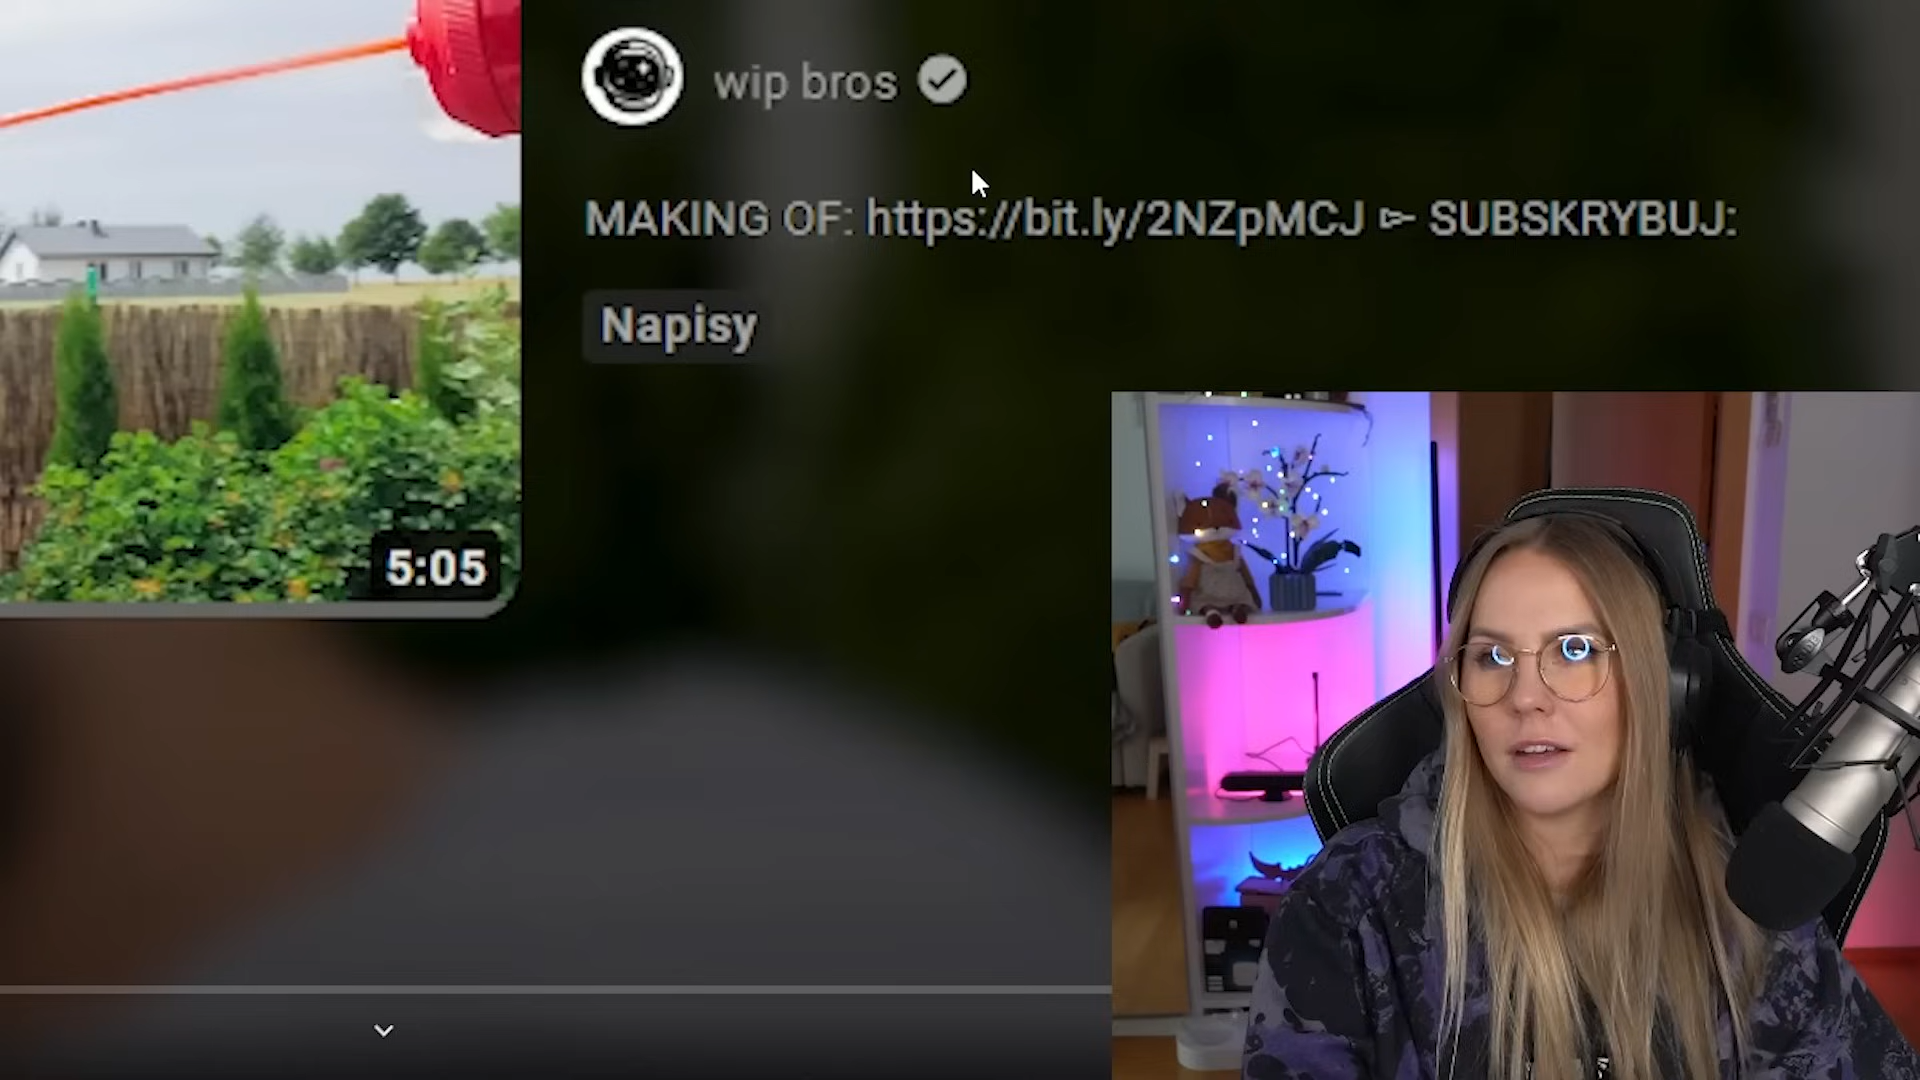 wip bros
MAKING OF: https://bit.ly/2NZpMCJ ▻ SUBSKRYBUJ:
Napisy
5:05